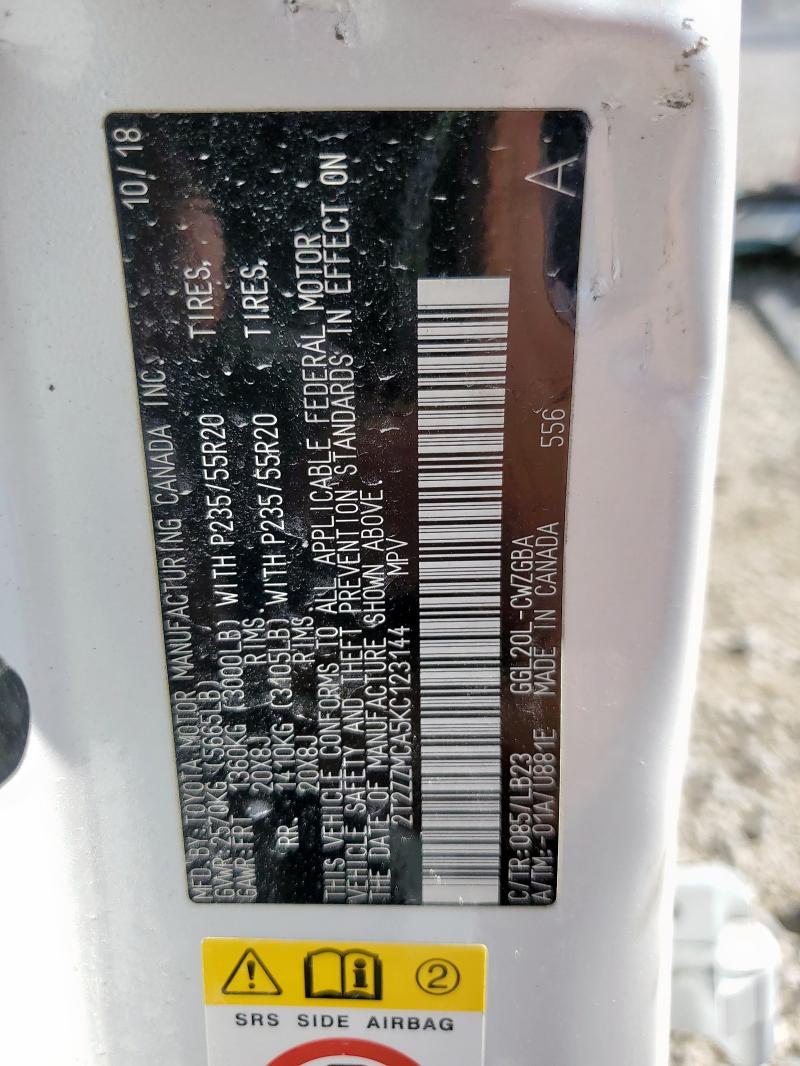 MFD BY: TOYOTA MOTOR MANUFACTURING CANADA INC. 10/18
GVWR 2570KG (5665LB)
GAWR FRT 1360KG (3000LB) WITH P235/55R20 TIRES,
20X8J RIMS.
RR. 1410KG (3105LB) WITH P235/55R20 TIRES,
20X8J RIMS.
THIS VEHICLE CONFORMS TO ALL APPLICABLE FEDERAL MOTOR
VEHICLE SAFETY AND THEFT PREVENTION STANDARDS IN EFFECT ON
THE DATE OF MANUFACTURE SHOWN ABOVE.
2T2ZZMCA5KC123144 MPV
C/TR: 085/LB23 GGL20L-CWZGBA
A/TM: -01A/U881E MADE IN CANADA 556
A
2
SRS SIDE AIRBAG